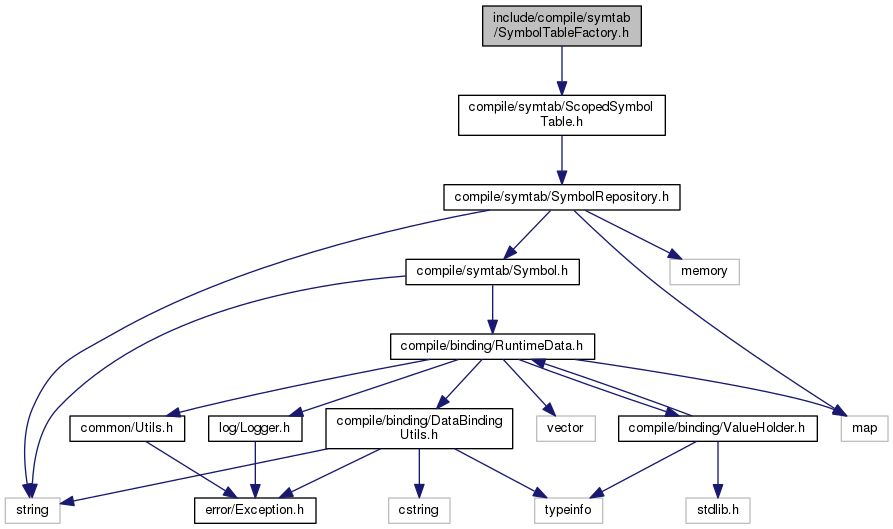 include/compile/symtab
/SymbolTableFactory.h
compile/symtab/ScopedSymbol
Table.h
compile/symtab/SymbolRepository.h
compile/symtab/Symbol.h
memory
compile/binding/RuntimeData.h
common/Utils.h
log/Logger.h
compile/binding/DataBinding
Utils.h
vector
compile/binding/ValueHolder.h
map
string
error/Exception.h
cstring
typeinfo
stdlib.h